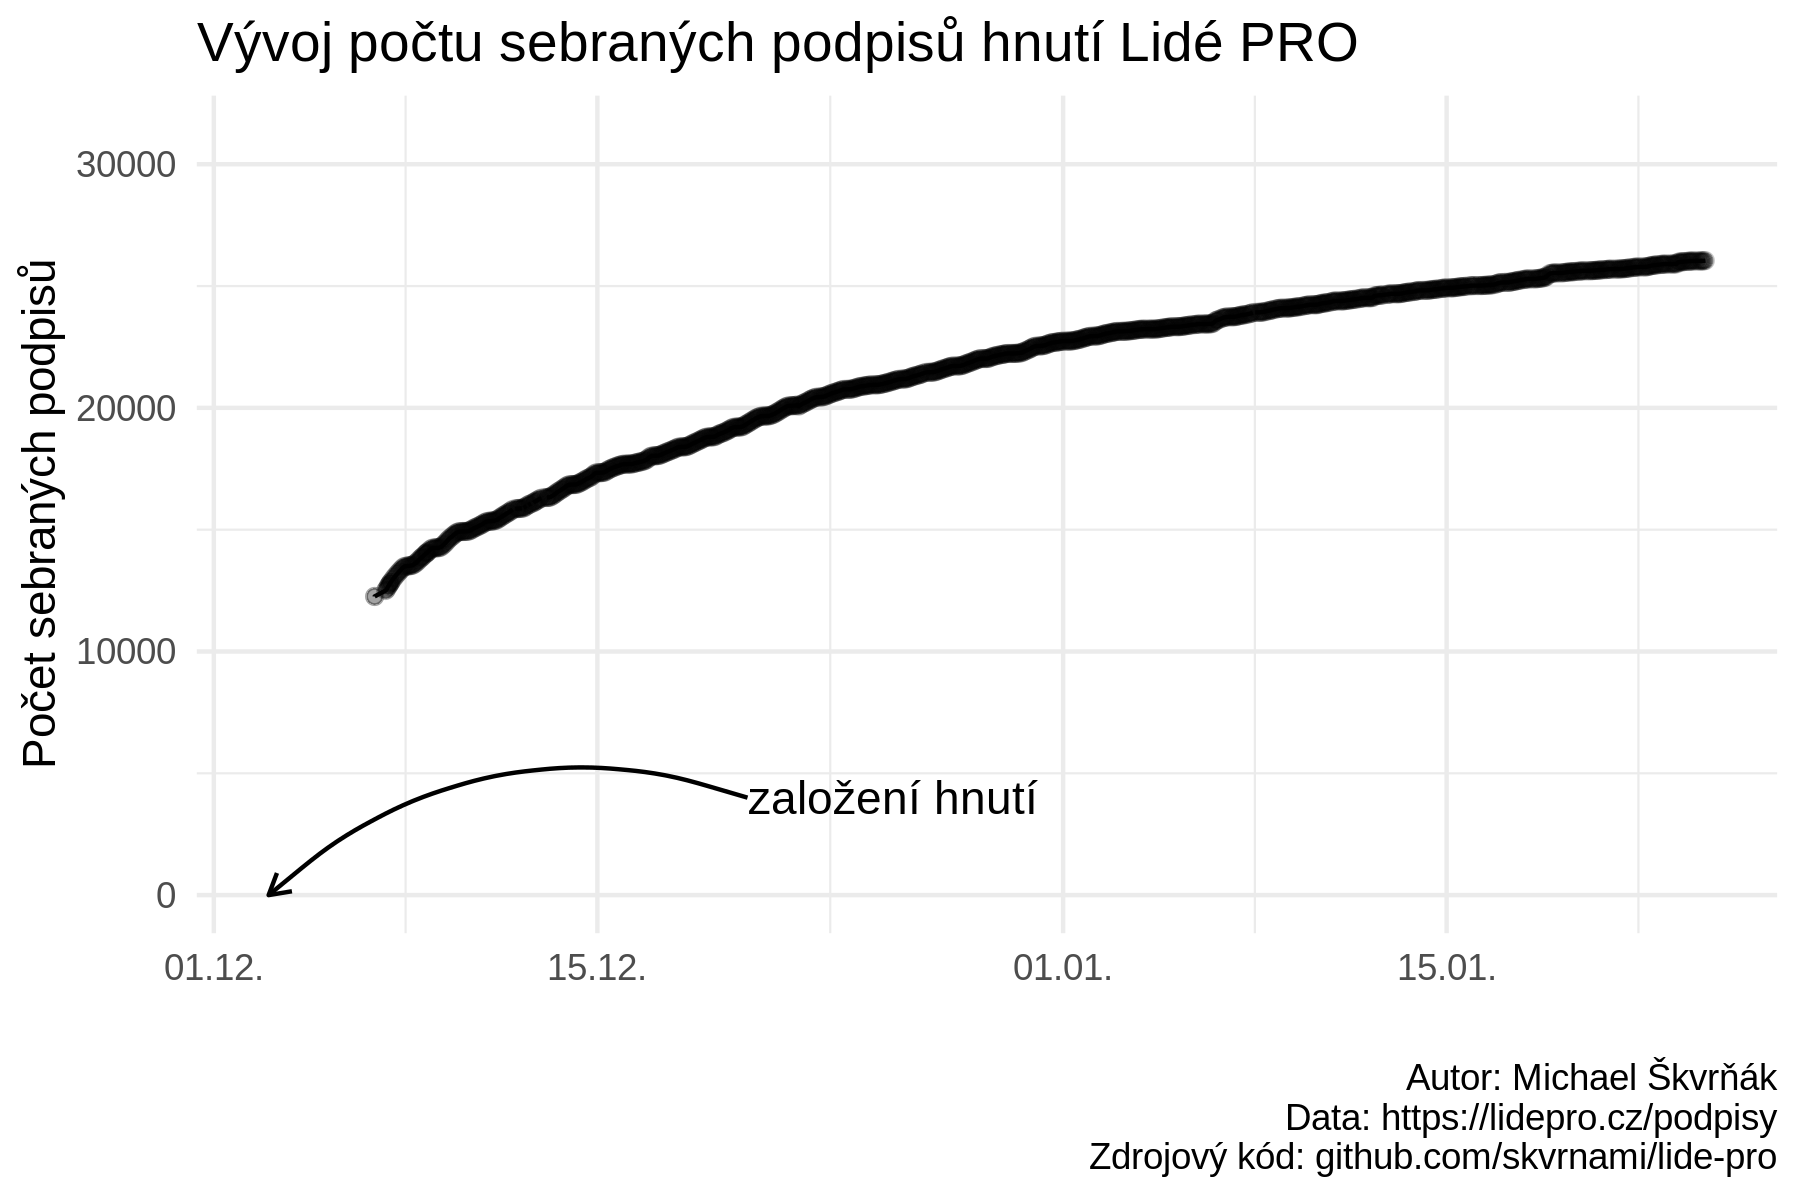 Vývoj počtu sebraných podpisů hnutí Lidé PRO
Počet sebraných podpisů
30000
20000
10000
0
založení hnutí
01.12.
15.12.
01.01.
15.01.
Autor: Michael Škvrňák
Data: https://lidepro.cz/podpisy
Zdrojový kód: github.com/skvrnami/lide-pro